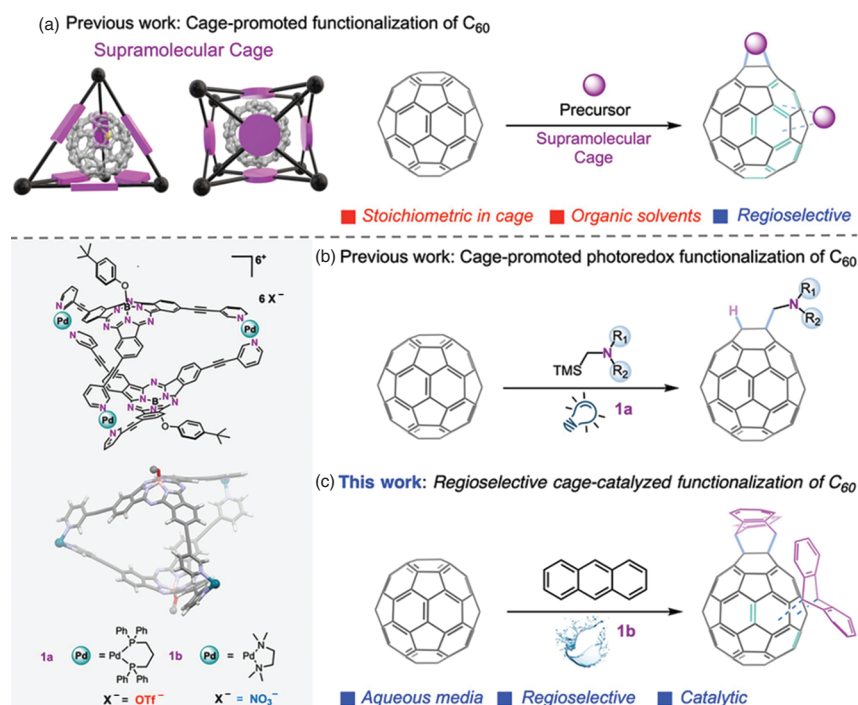 (a) Previous work: Cage-promoted functionalization of C60
Supramolecular Cage
Precursor
Supramolecular
Cage
Stoichiometric in cage Organic solvents Regioselective
6+
6 X−
O
B
N
N
N
N
N
N
N
N
N
N
Pd
Pd
N
N
N
N
N
N
N
N
B
N
Pd
N
O
(b) Previous work: Cage-promoted photoredox functionalization of C60
TMS
N
R1
R2
1a
H
N
R1
R2
(c) This work: Regioselective cage-catalyzed functionalization of C60
1b
Aqueous media Regioselective Catalytic
1a Pd = Ph Ph P Pd P Ph Ph
1b Pd = N Pd N
X− = OTf− X− = NO3−